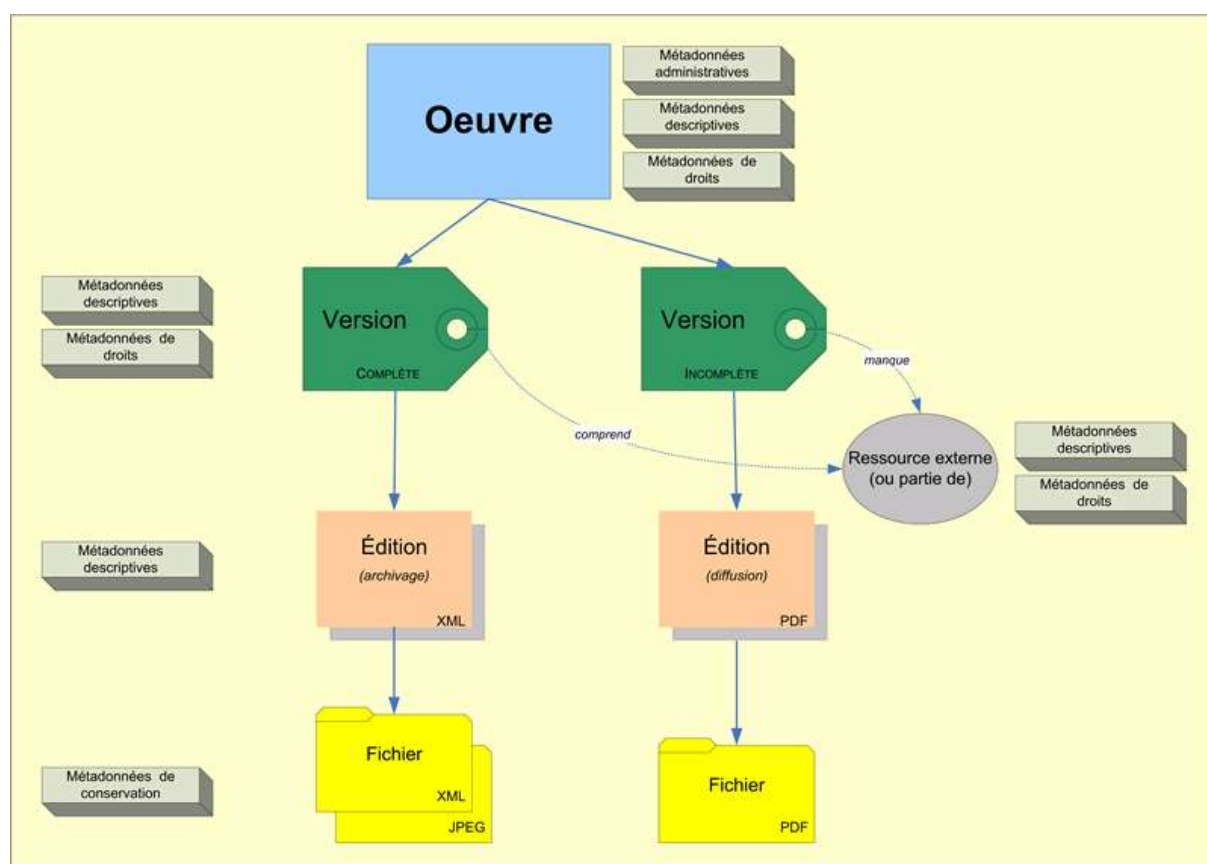 Oeuvre
Métadonnées
administratives
Métadonnées
descriptives
Métadonnées de
droits
Métadonnées
descriptives
Métadonnées de
droits
Version
COMPLÈTE
Version
INCOMPLÈTE
manque
comprend
Ressource externe
(ou partie de)
Métadonnées
descriptives
Métadonnées de
droits
Métadonnées
descriptives
Édition
(archivage)
XML
Édition
(diffusion)
PDF
Métadonnées de
conservation
Fichier
XML
JPEG
Fichier
PDF